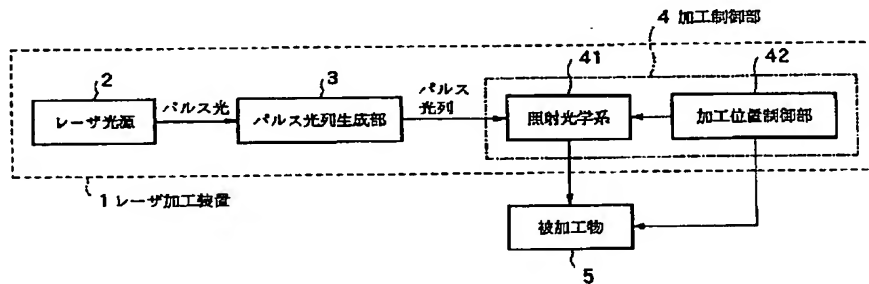 4 加工制御部
2
3
41
42
パルス光
パルス
光列
レーザ光源
パルス光列生成部
照射光学系
加工位置制御部
1 レーザ加工装置
被加工物
5